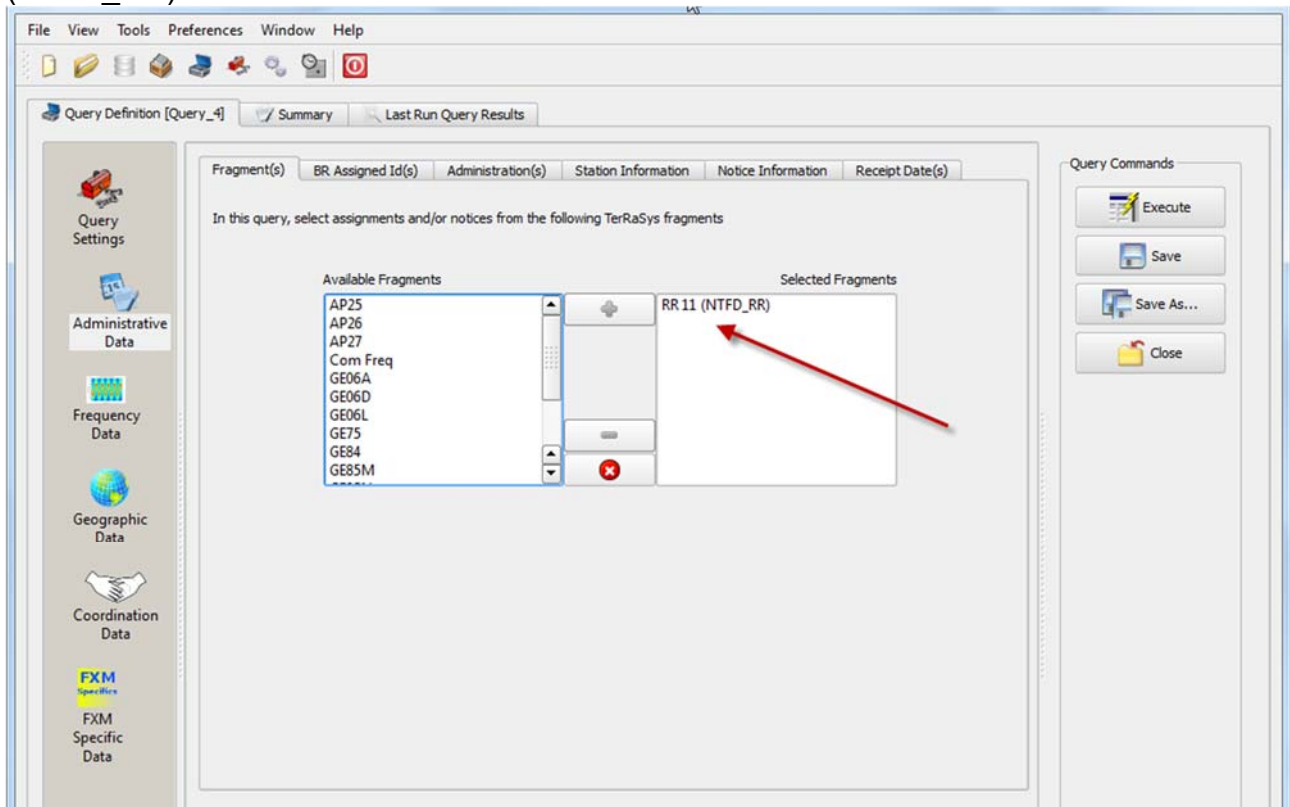 File View Tools Preferences Window Help
Query Definition [Query_4] Summary Last Run Query Results
Query
Settings
Administrative
Data
Frequency
Data
Geographic
Data
Coordination
Data
FXM
Specifics
FXM
Specific
Data
Fragment(s) BR Assigned Id(s) Administration(s) Station Information Notice Information Receipt Date(s)
In this query, select assignments and/or notices from the following TerRaSys fragments
Available Fragments
AP25
AP26
AP27
Com Freq
GE06A
GE06D
GE06L
GE75
GE84
GE85M
Selected Fragments
RR11 (NTFD_RR)
Query Commands
Execute
Save
Save As...
Close